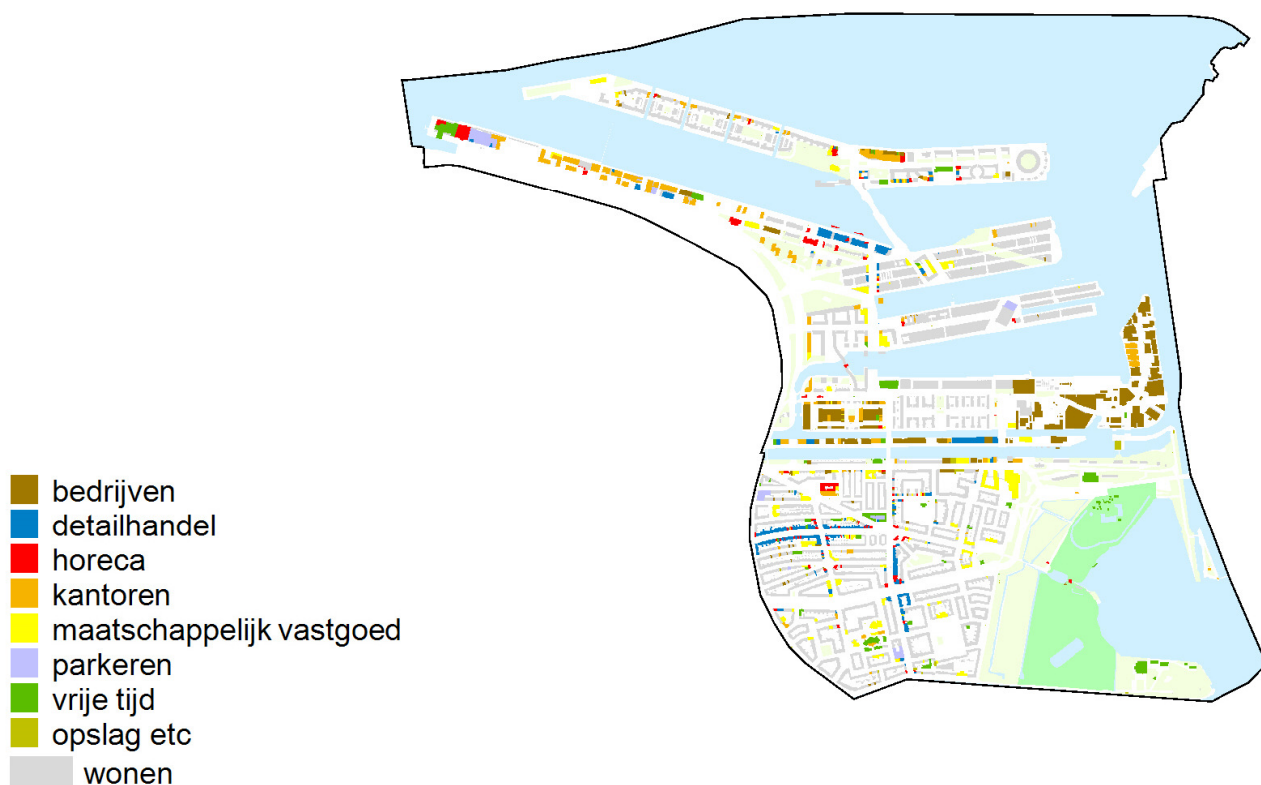 bedrijven
detailhandel
horeca
kantoren
maatschappelijk vastgoed
parkeren
vrije tijd
opslag etc
wonen